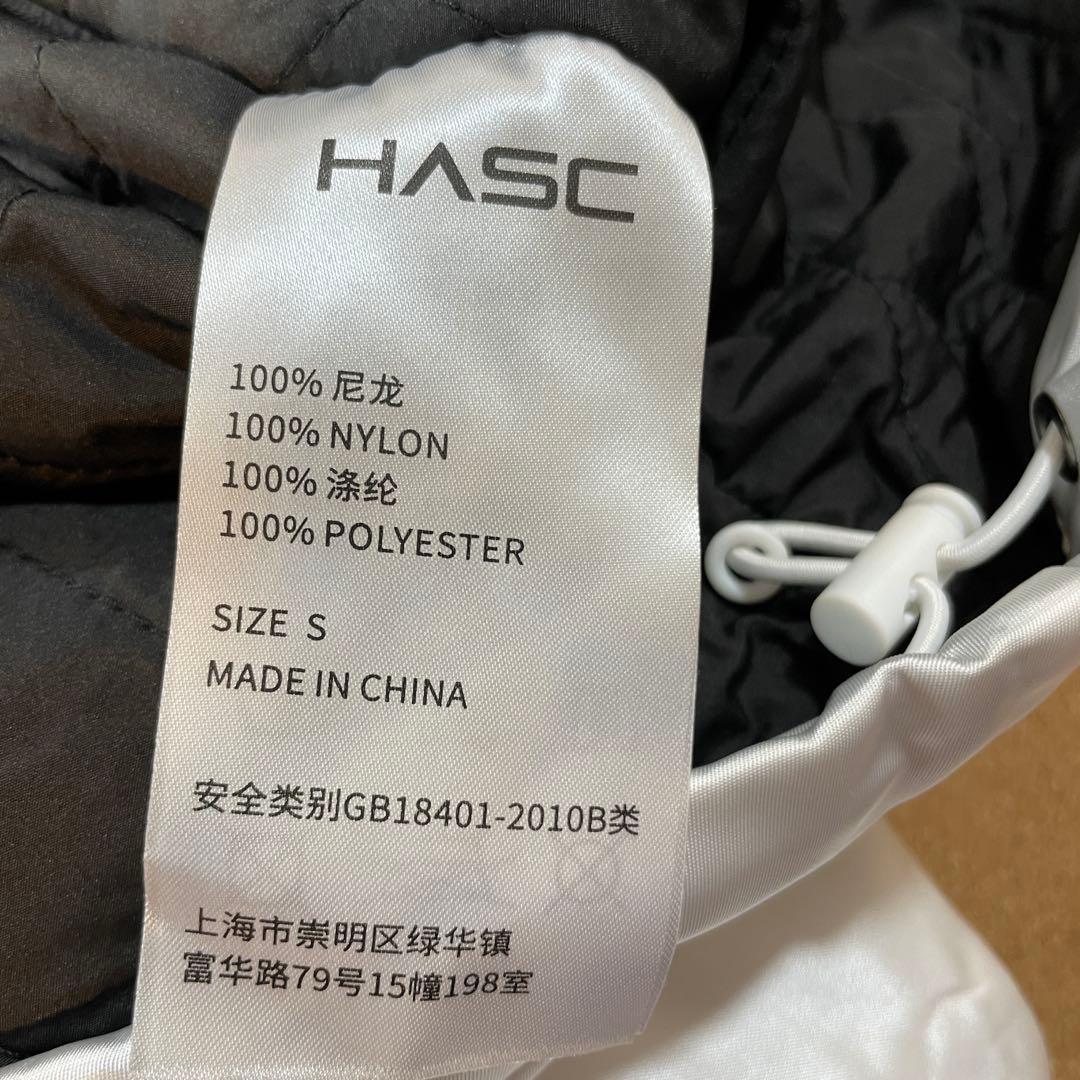 HASC
100% 尼龙
100% NYLON
100% 涤纶
100% POLYESTER
SIZE S
MADE IN CHINA
安全类别GB18401-2010B类
上海市崇明区绿华镇
富华路79号15幢198室